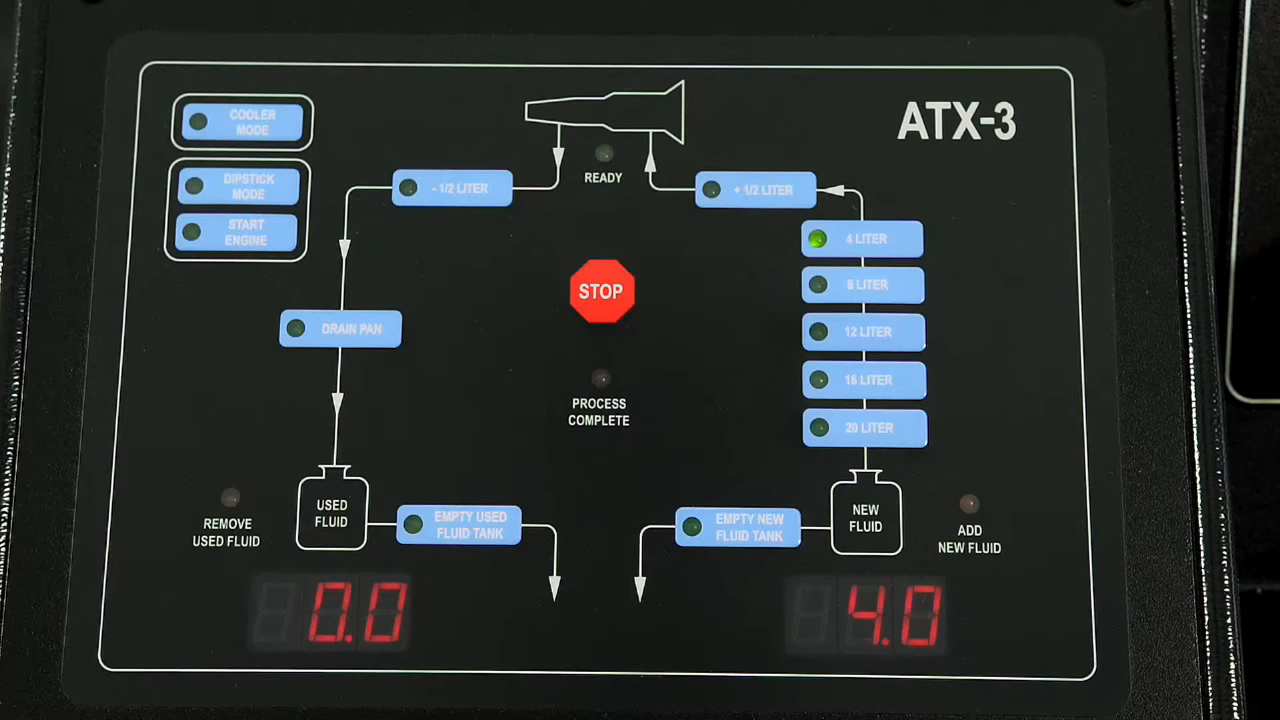 COOLER
MODE
ATX-3
DIPSTICK
MODE
- 1/2 LITER
READY
+ 1/2 LITER
START
ENGINE
4 LITER
STOP
8 LITER
DRAIN PAN
12 LITER
16 LITER
PROCESS
COMPLETE
20 LITER
REMOVE
USED FLUID
USED
FLUID
EMPTY USED
FLUID TANK
EMPTY NEW
FLUID TANK
NEW
FLUID
ADD
NEW FLUID
0.0
4.0